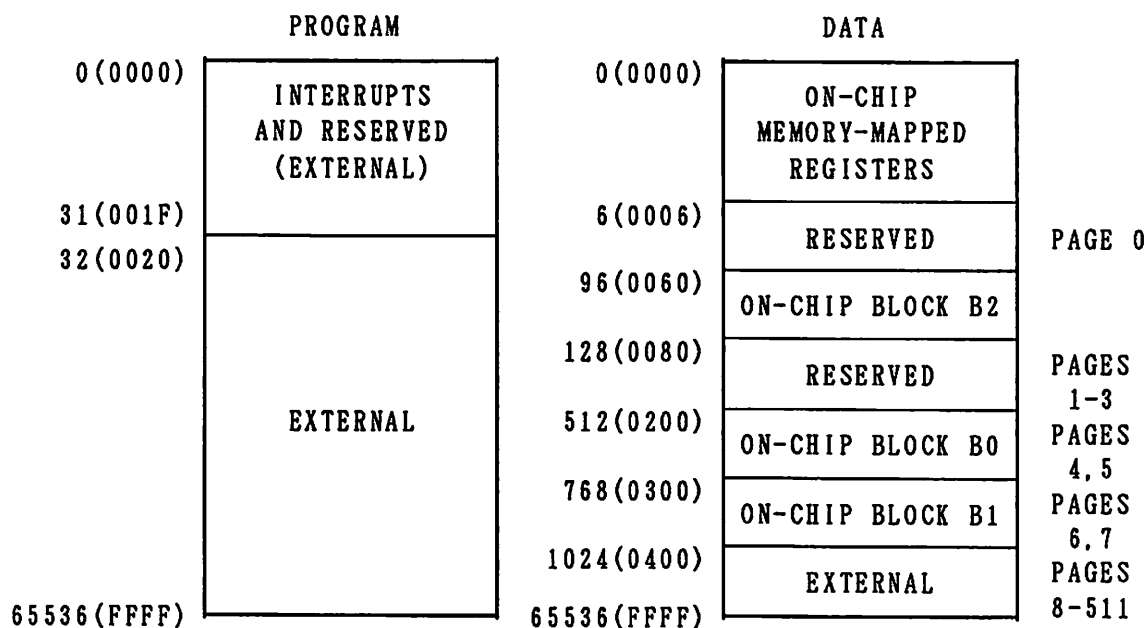 PROGRAM
0(0000)
INTERRUPTS
AND RESERVED
(EXTERNAL)
31(001F)
32(0020)
EXTERNAL
65536(FFFF)
DATA
0(0000)
ON-CHIP
MEMORY-MAPPED
REGISTERS
6(0006)
RESERVED
PAGE 0
96(0060)
ON-CHIP BLOCK B2
128(0080)
RESERVED
PAGES
1-3
512(0200)
ON-CHIP BLOCK B0
PAGES
4,5
768(0300)
ON-CHIP BLOCK B1
PAGES
6,7
1024(0400)
EXTERNAL
PAGES
8-511
65536(FFFF)